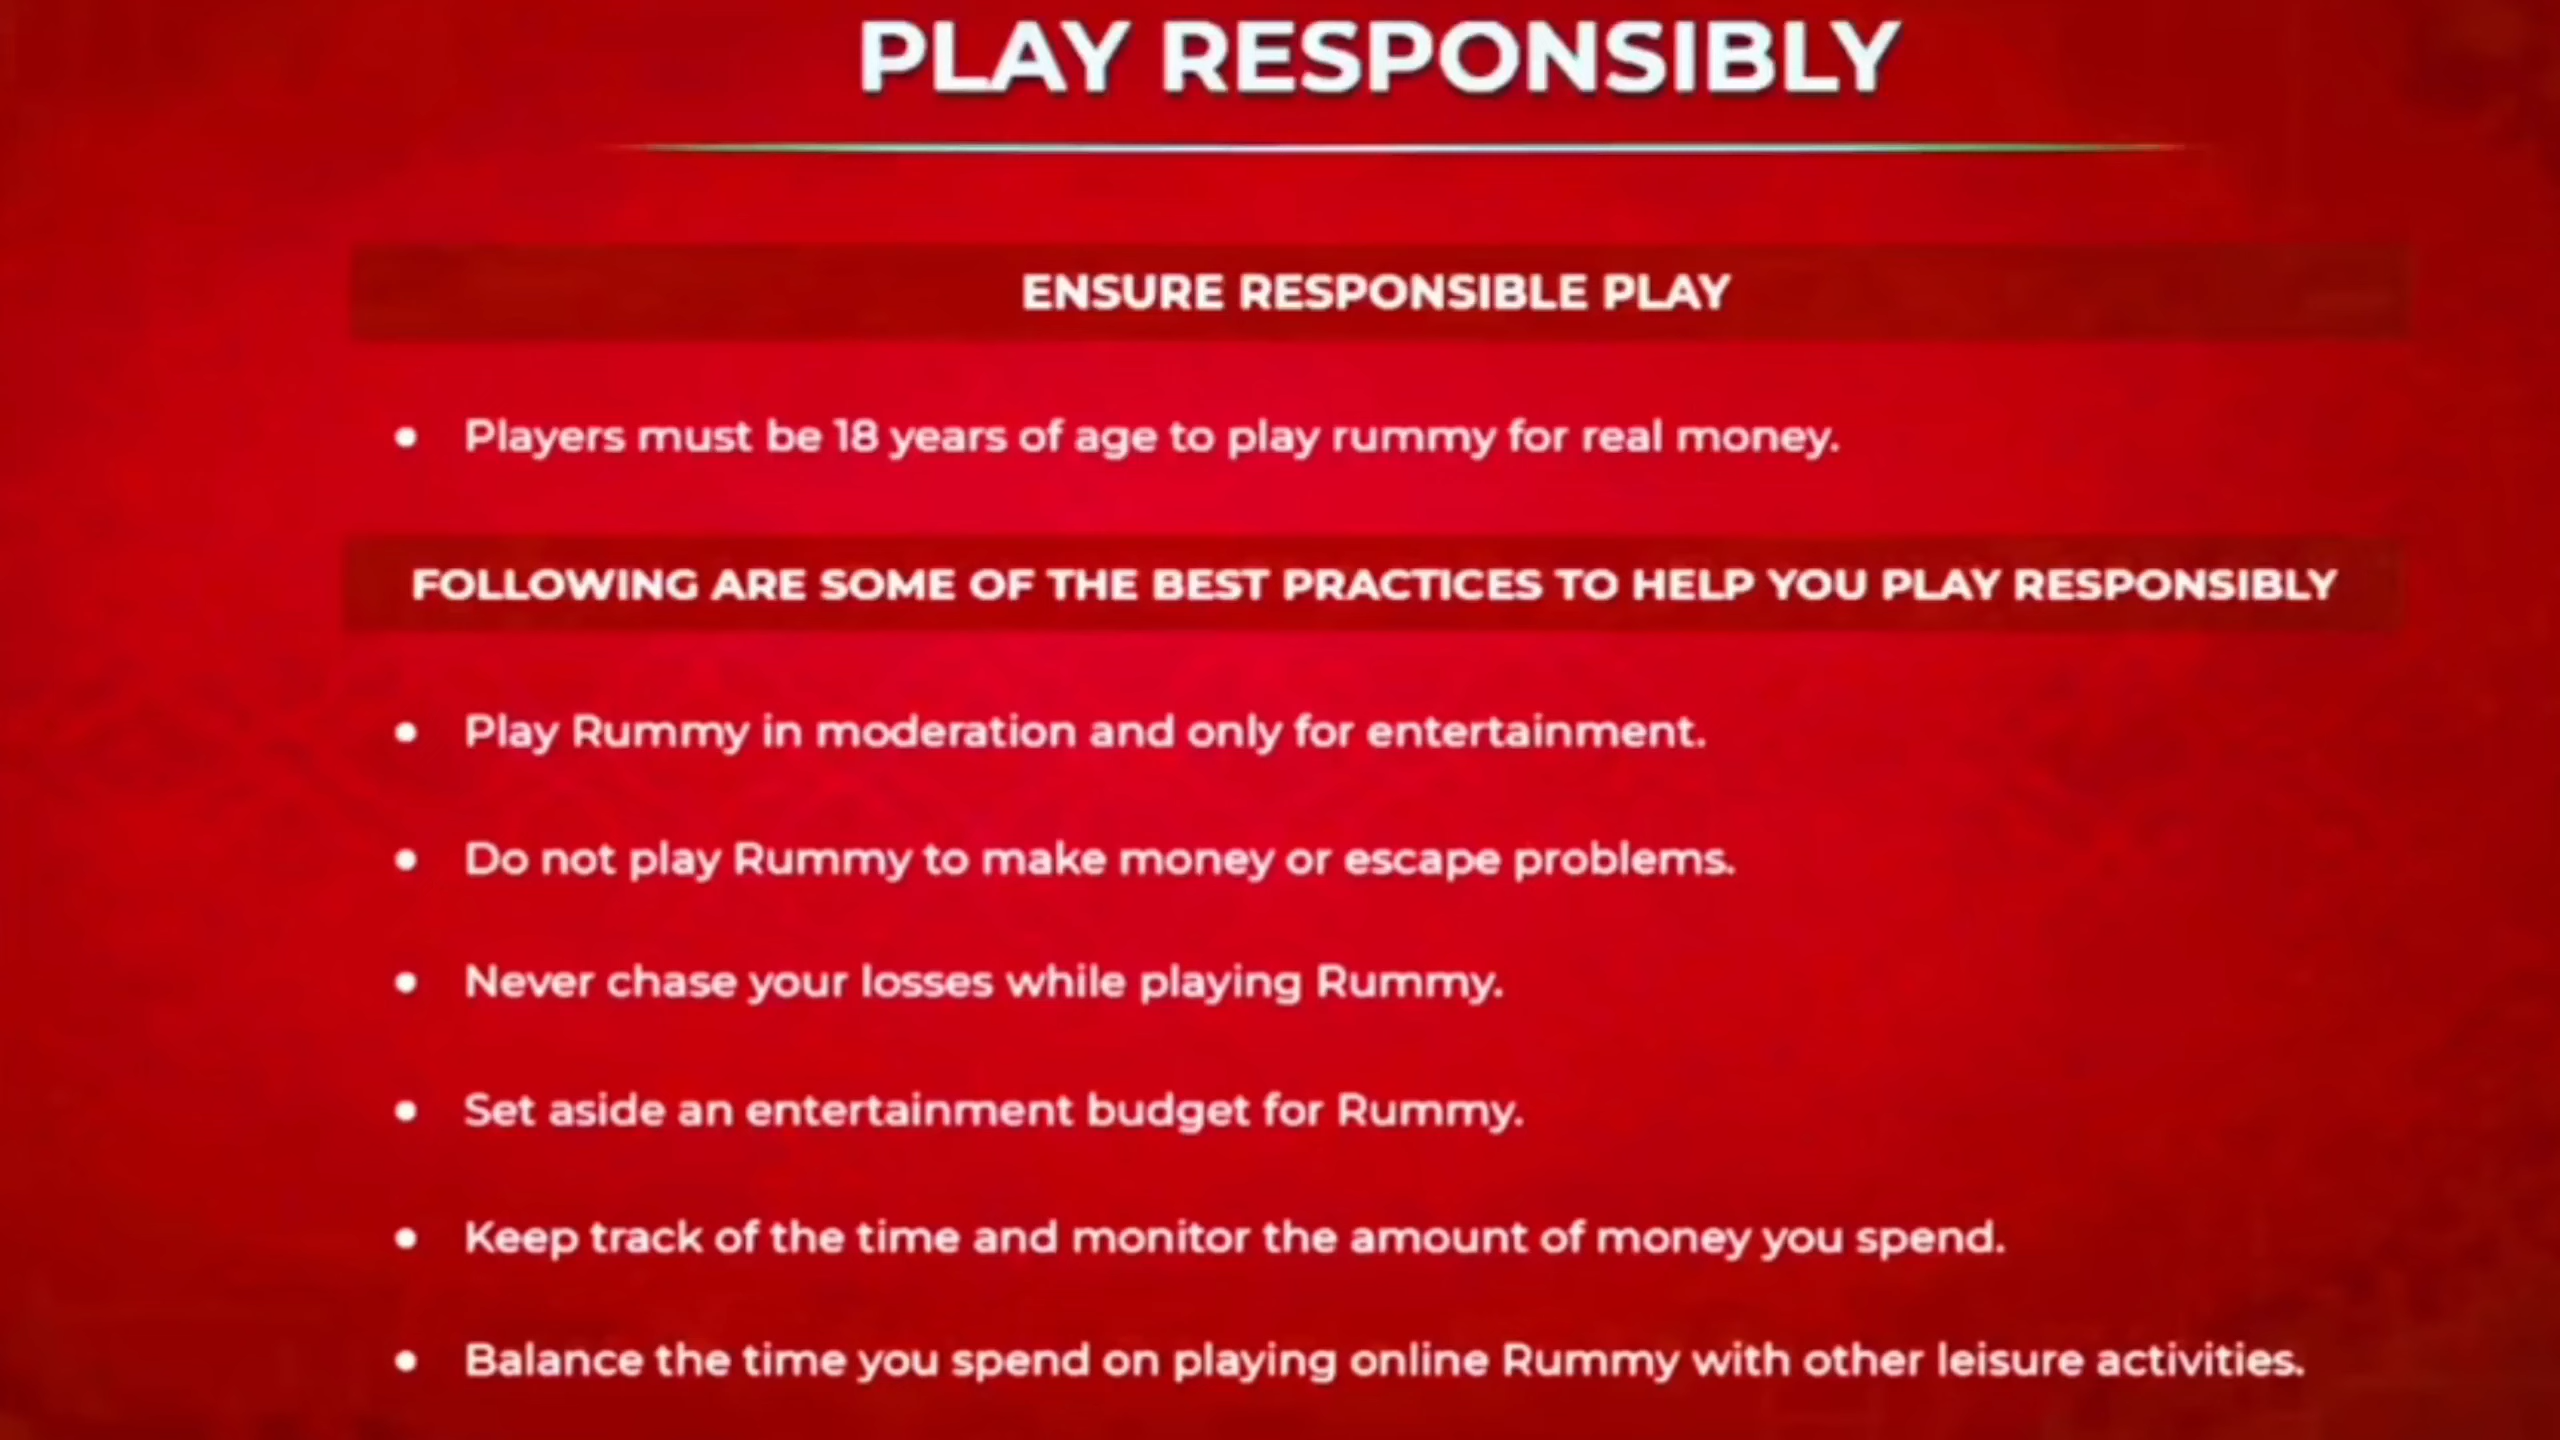 PLAY RESPONSIBLY
ENSURE RESPONSIBLE PLAY
• Players must be 18 years of age to play rummy for real money.
FOLLOWING ARE SOME OF THE BEST PRACTICES TO HELP YOU PLAY RESPONSIBLY
• Play Rummy in moderation and only for entertainment.
• Do not play Rummy to make money or escape problems.
• Never chase your losses while playing Rummy.
• Set aside an entertainment budget for Rummy.
• Keep track of the time and monitor the amount of money you spend.
• Balance the time you spend on playing online Rummy with other leisure activities.